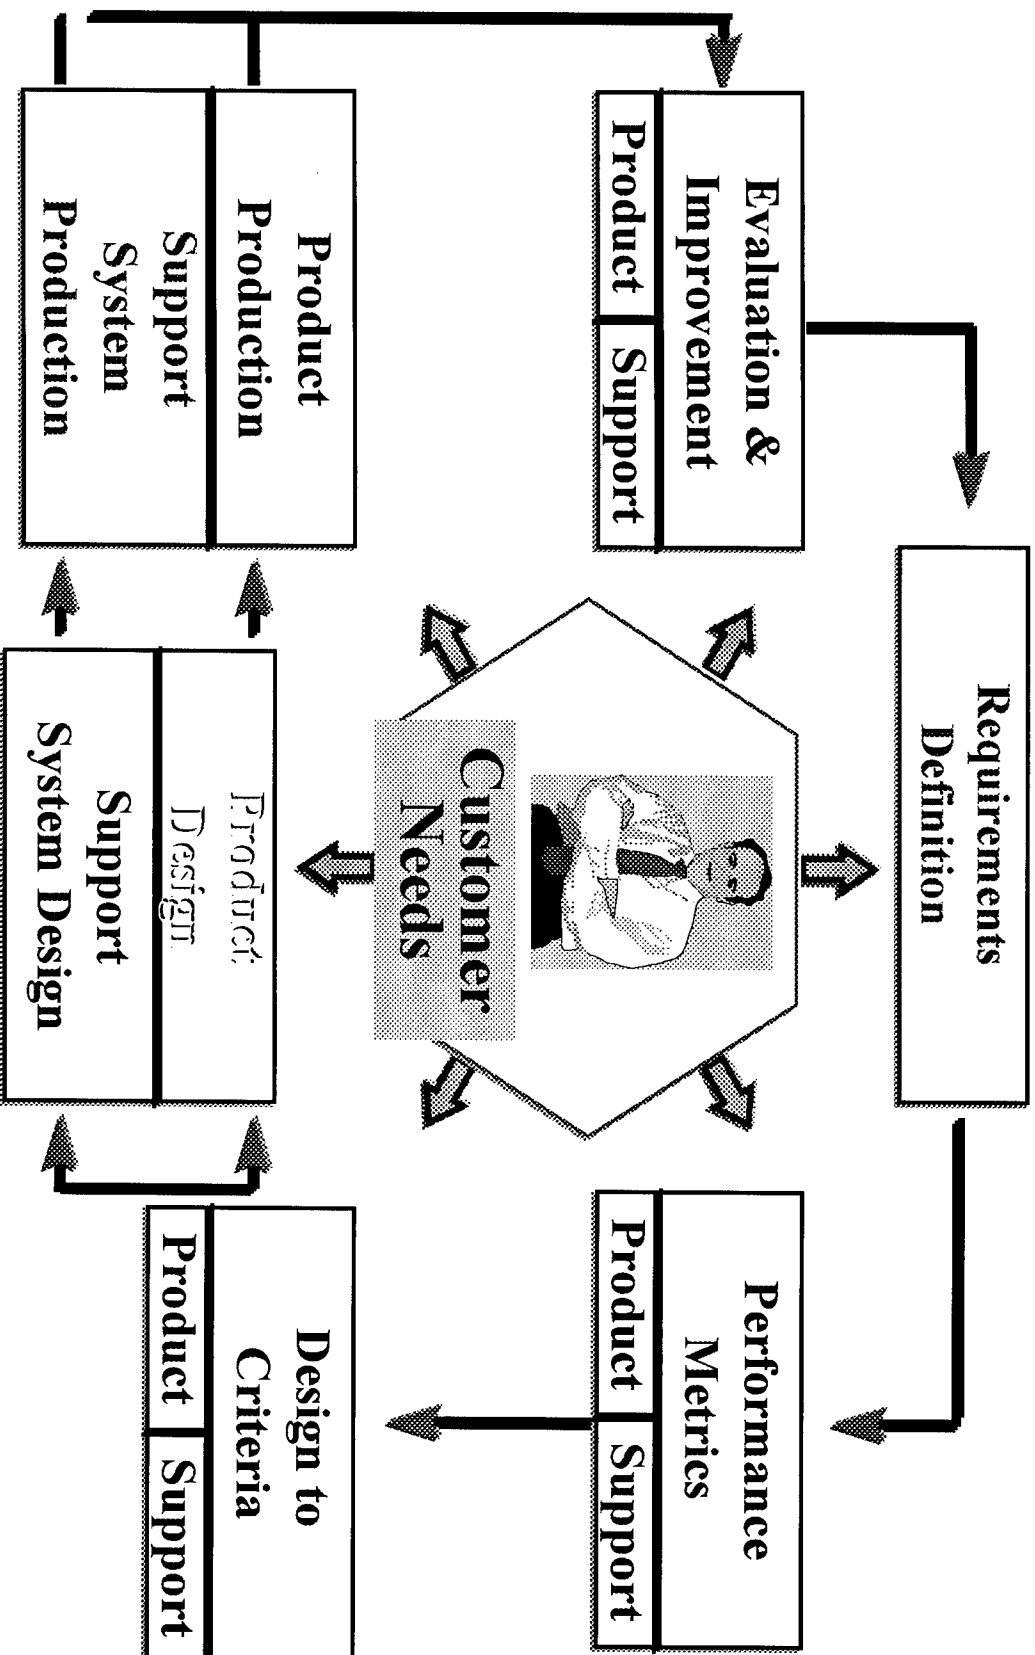 Requirements
Definition
Evaluation &
Improvement
Product
Support
Performance
Metrics
Product
Support
Customer
Needs
Product
Production
Support
System
Production
Product
Design
Support
System Design
Design to
Criteria
Product
Support